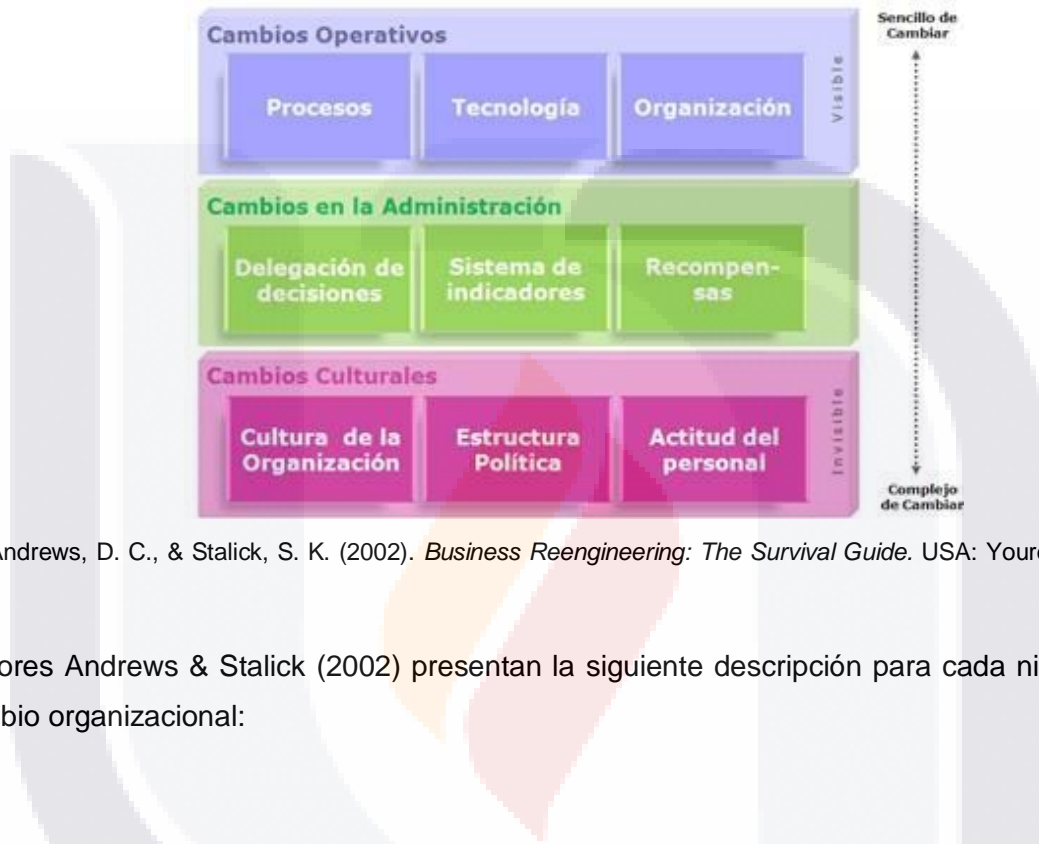 Sencillo de
Cambiar
Cambios Operativos
Procesos
Tecnología
Organización
Visible
Cambios en la Administración
Delegación de
decisiones
Sistema de
indicadores
Recompen-
sas
Cambios Culturales
Cultura de la
Organización
Estructura
Política
Actitud del
personal
Invisible
Complejo
de Cambiar
Andrews, D. C., & Stalick, S. K. (2002). Business Reengineering: The Survival Guide. USA:
ores Andrews & Stalick (2002) presentan la siguiente descripción para cada
bio organizacional: